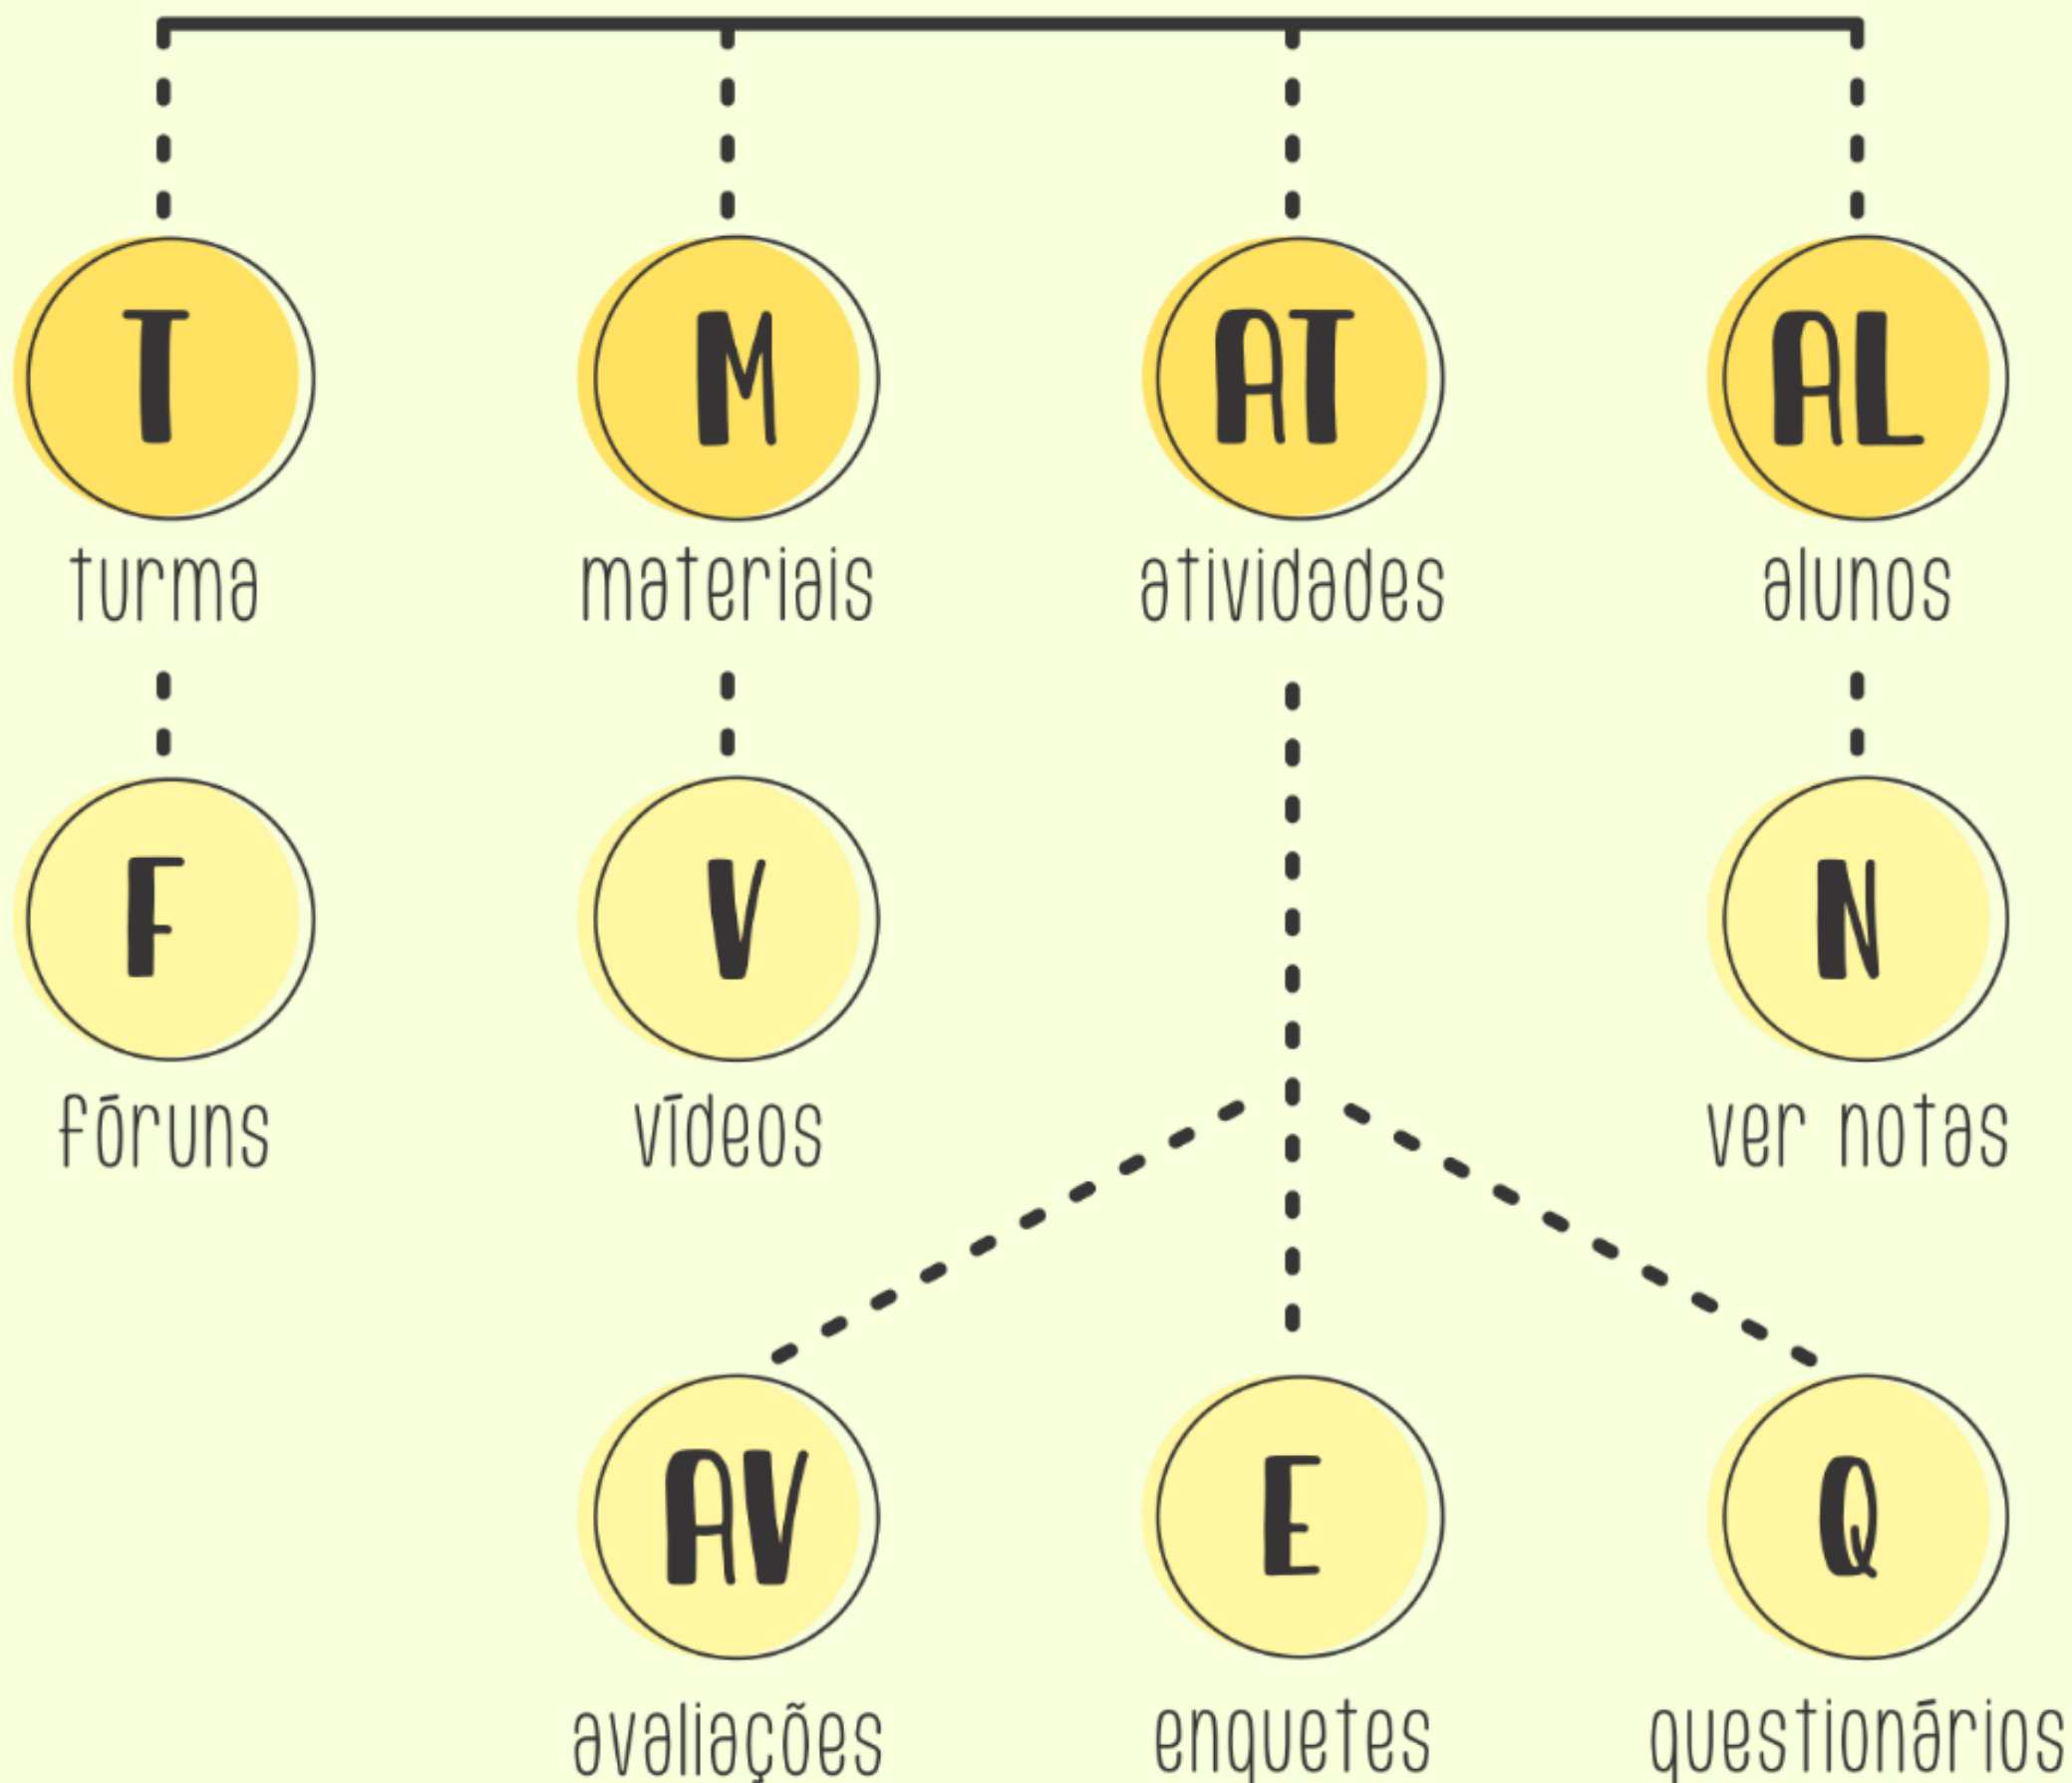 T M AT AL
turma materiais atividades alunos
F V N
fóruns vídeos ver notas
AV E Q
avaliações enquetes questionários